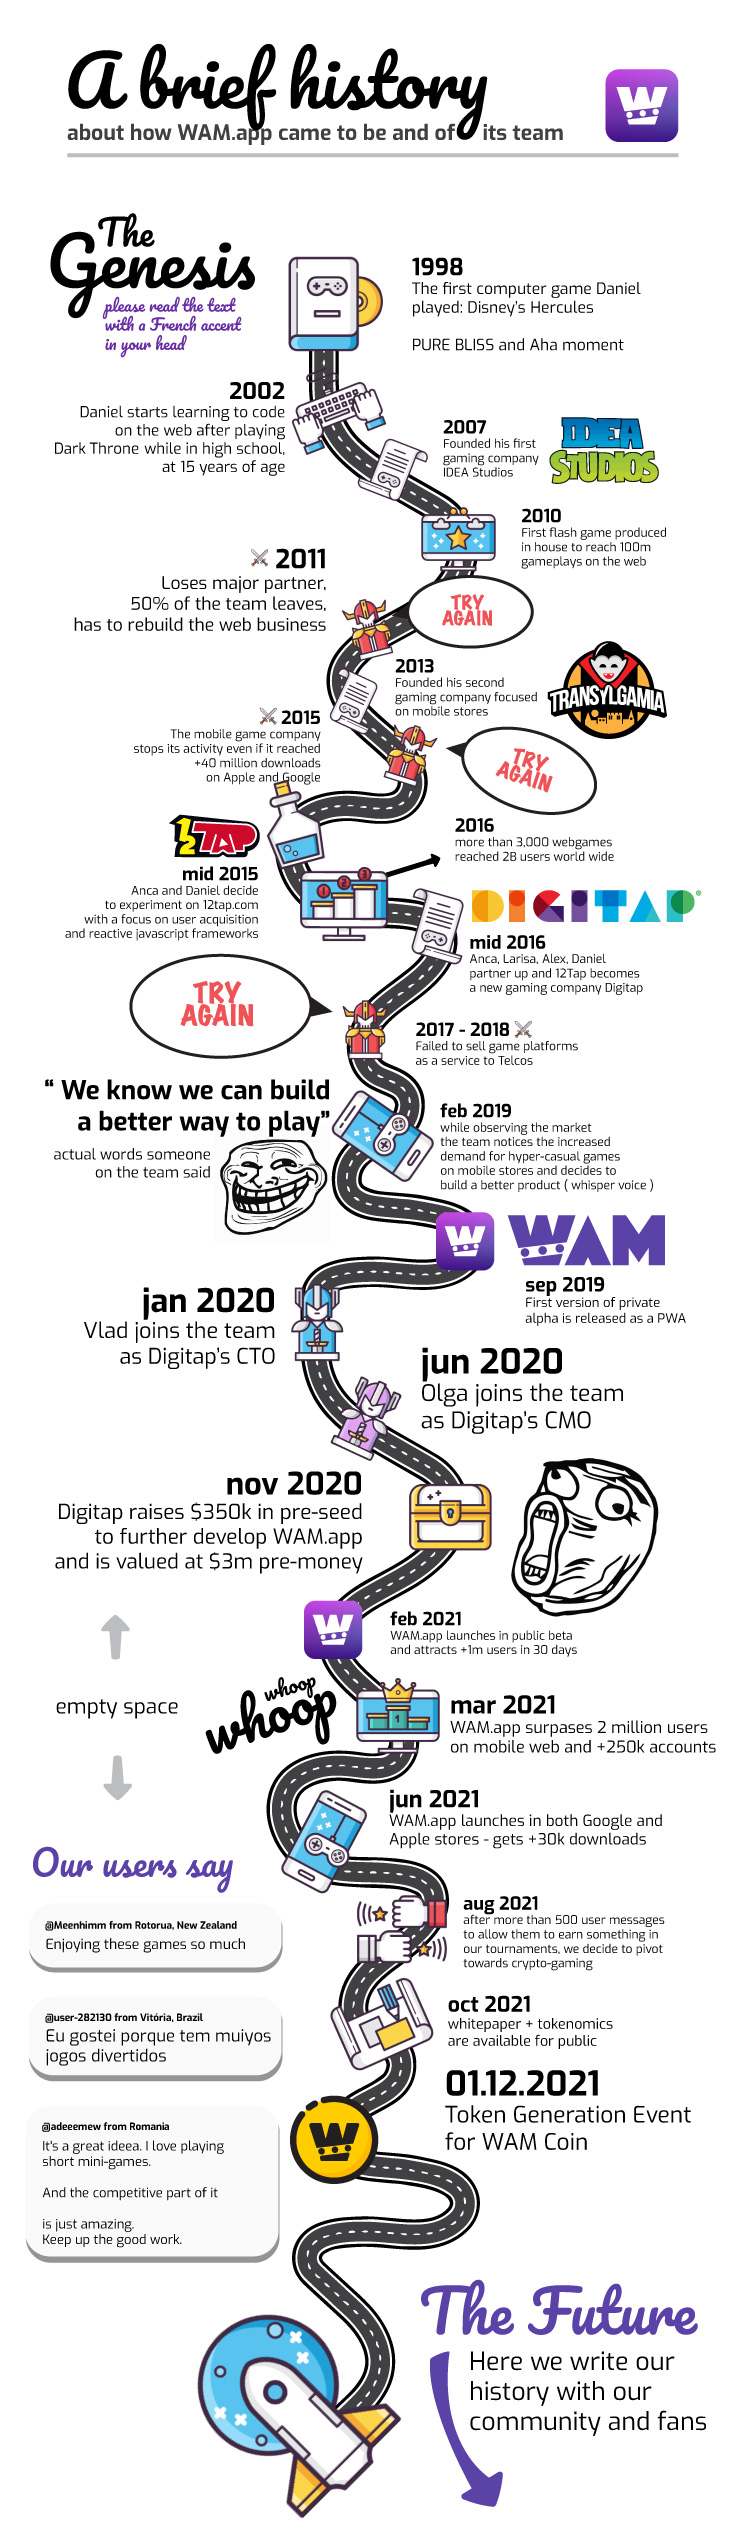 A brief history
about how WAM.app came to be and of its team
W
The
Genesis
please read the text
with a French accent
in your head
1998
The first computer game Daniel
played: Disney's Hercules
PURE BLISS and Aha moment
2002
Daniel starts learning to code
on the web after playing
Dark Throne while in high school,
at 15 years of age
2007
Founded his first
gaming company
IDEA Studios
IDEA
STUDIOS
2010
First flash game produced
in house to reach 100m
gameplays on the web
2011
Loses major partner,
50% of the team leaves,
has to rebuild the web business
TRY
AGAIN
2013
Founded his second
gaming company focused
on mobile stores
TRANSYLGAMIA
2015
The mobile game company
stops its activity even if it reached
+40 million downloads
on Apple and Google
TRY
AGAIN
12TAP
mid 2015
Anca and Daniel decide
to experiment on 12tap.com
with a focus on user acquisition
and reactive javascript frameworks
2016
more than 3,000 webgames
reached 2B users world wide
1 2 3
DIGITAP®
mid 2016
Anca, Larisa, Alex, Daniel
partner up and 12Tap becomes
a new gaming company Digitap
TRY
AGAIN
2017 - 2018
Failed to sell game platforms
as a service to Telcos
“ We know we can build
a better way to play”
actual words someone
on the team said
feb 2019
while observing the market
the team notices the increased
demand for hyper-casual games
on mobile stores and decides to
build a better product ( whisper voice )
W
WAM
sep 2019
First version of private
alpha is released as a PWA
jan 2020
Vlad joins the team
as Digitap's CTO
jun 2020
Olga joins the team
as Digitap's CMO
nov 2020
Digitap raises $350k in pre-seed
to further develop WAM.app
and is valued at $3m pre-money
W
feb 2021
WAM.app launches in public beta
and attracts +1m users in 30 days
empty space
whoop
whoop
1
mar 2021
WAM.app surpases 2 million users
on mobile web and +250k accounts
jun 2021
WAM.app launches in both Google and
Apple stores - gets +30k downloads
Our users say
@Meenhimm from Rotorua, New Zealand
Enjoying these games so much
@user-282130 from Vitória, Brazil
Eu gostei porque tem muiyos
jogos divertidos
@adeeemew from Romania
It's a great ideea. I love playing
short mini-games.
And the competitive part of it
is just amazing.
Keep up the good work.
aug 2021
after more than 500 user messages
to allow them to earn something in
our tournaments, we decide to pivot
towards crypto-gaming
oct 2021
whitepaper + tokenomics
are available for public
01.12.2021
Token Generation Event
for WAM Coin
W
The Future
Here we write our
history with our
community and fans